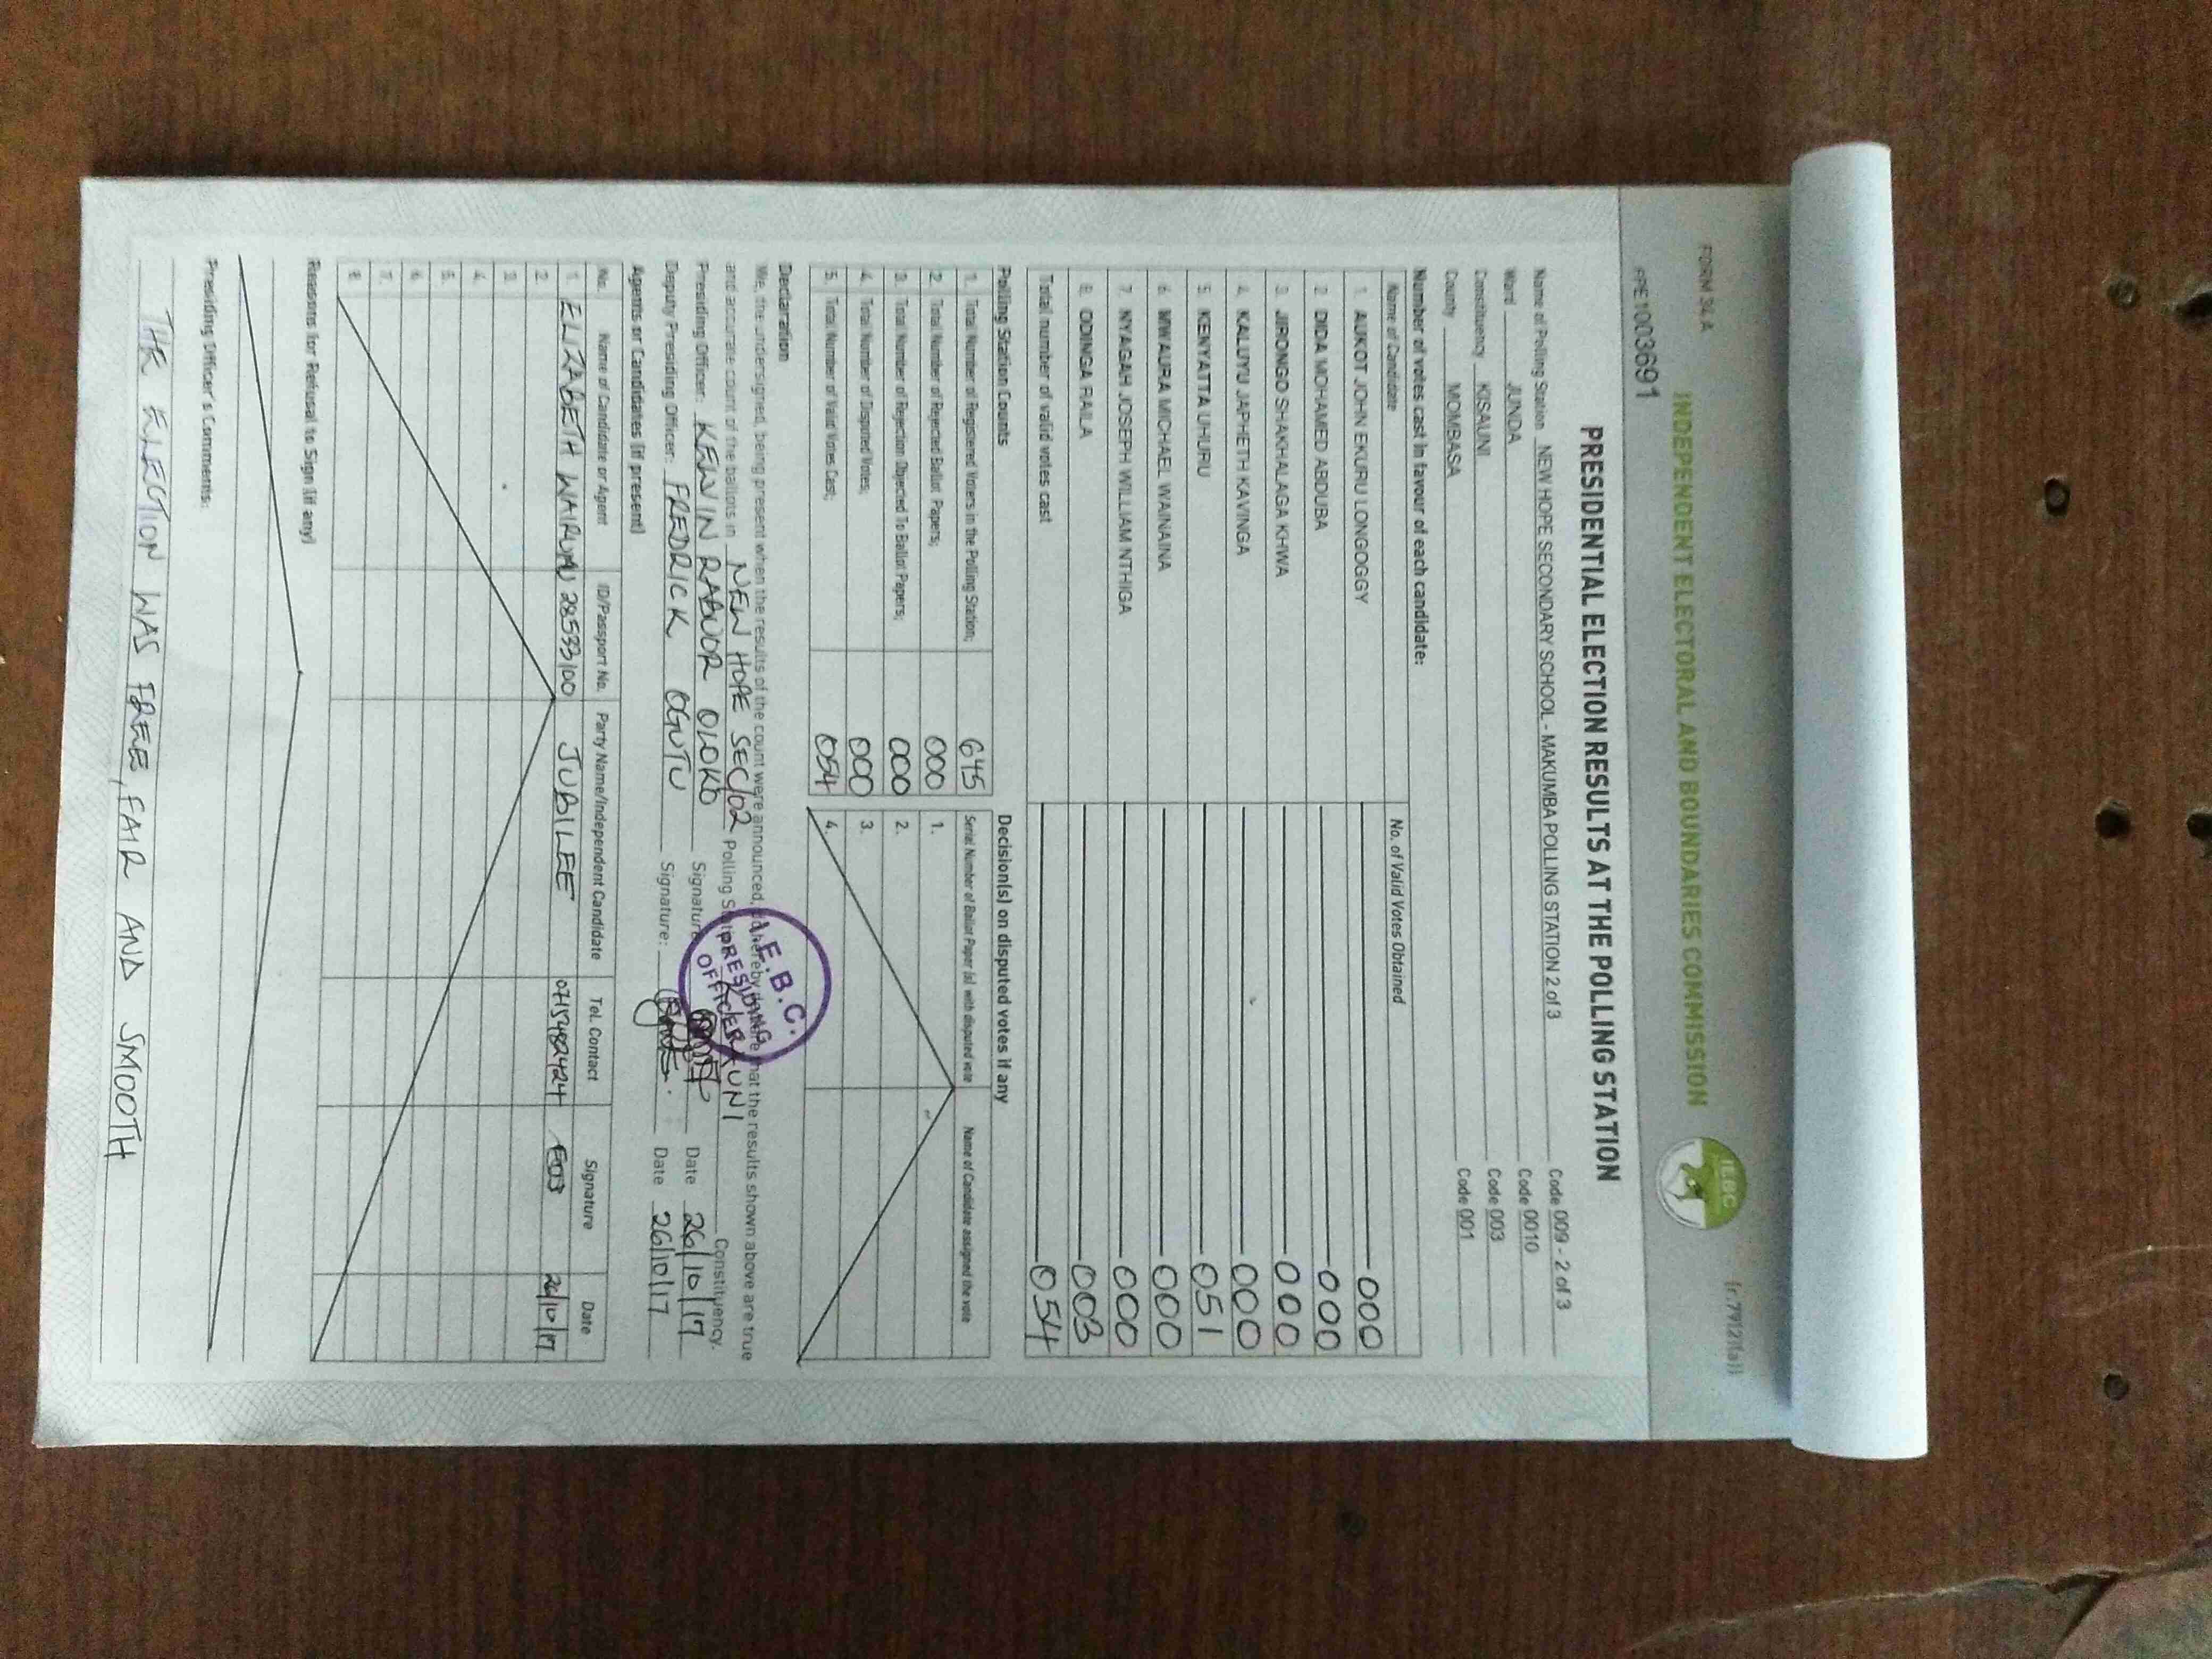 FORM 34 A
(r.79(2)(a))
INDEPENDENT ELECTORAL AND BOUNDARIES COMMISSION
IEBC
PPE1003691
PRESIDENTIAL ELECTION RESULTS AT THE POLLING STATION
Name of Polling Station NEW HOPE SECONDARY SCHOOL - MAKUMBA POLLING STATION 2 of 3 Code 009 - 2 of 3
Ward JUNDA Code 0010
Constituency KISAUNI Code 003
County MOMBASA Code 001
Number of votes cast in favour of each candidate:
Name of Candidate No. of Valid Votes Obtained
1. AUKOT JOHN EKURU LONGOGGY 000
2. DIDA MOHAMED ABDUBA 000
3. JIRONGO SHAKHALAGA KHWA 000
4. KALUYU JAPHETH KAVINGA 000
5. KENYATTA UHURU 051
6. MWAURA MICHAEL WAINAINA 000
7. NYAGAH JOSEPH WILLIAM NTHIGA 000
8. ODINGA RAILA 003
Total number of valid votes cast 054
Polling Station Counts Decision(s) on disputed votes if any
Serial Number of Ballot Paper (s) with disputed vote Name of Candidate assigned the vote
1. Total Number of Registered Voters in the Polling Station; 645
2. Total Number of Rejected Ballot Papers; 000 1.
3. Total Number of Rejection Objected To Ballot Papers; 000 2.
4. Total Number of Disputed Votes; 000 3.
5. Total Number of Valid Votes Cast; 054 4.
Declaration
We, the undersigned, being present when the results of the count were announced, do hereby declare that the results shown above are true
and accurate count of the ballots in NEW HOPE SEC/02 Polling Station Constituency.
Presiding Officer: KEVIN RABUOR OLOKO Signature: Date 26/10/17
Deputy Presiding Officer: FREDRICK OGUTU Signature: Date 26/10/17
I.E.B.C.
PRESIDING
OFFICER
Agents or Candidates (if present)
No. Name of Candidate or Agent ID/Passport No. Party Name/Independent Candidate Tel. Contact Signature Date
1. ELIZABETH WAIRIMU 28533100 JUBILEE 0715482424 26/10/17
2.
3.
4.
5.
6.
7.
8.
Reasons for Refusal to Sign (if any)
Presiding Officer's Comments:
THE ELECTION WAS FREE, FAIR AND SMOOTH